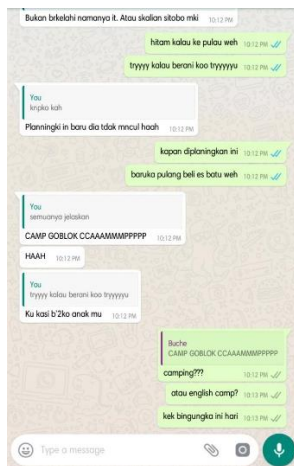 Bukan brkelahi namanya it. Atau skalian sitobo mki 10:12 PM
hitam kalau ke pulau weh 10:12 PM
tryyy kalau berani koo tryyyyyu 10:12 PM
You
knpko kah
Planningki in baru dia tdak mncul haah 10:12 PM
kapan diplaningkan ini 10:12 PM
baruka pulang beli es batu weh 10:12 PM
You
semuanya jelaskan
CAMP GOBLOK CCAAAMMMPPPPP 10:12 PM
HAAH 10:12 PM
You
tryyy kalau berani koo tryyyyyu
Ku kasi b'2ko anak mu 10:12 PM
Buche
CAMP GOBLOK CCAAAMMMPPPPP
camping??? 10:12 PM
atau english camp? 10:13 PM
kek bingungka ini hari 10:13 PM
Type a message